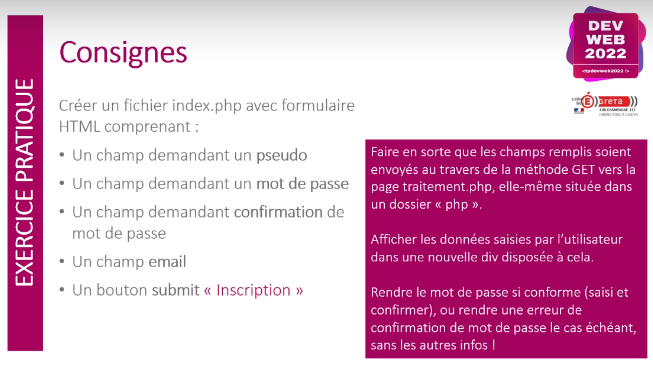 EXERCICE PRATIQUE
Consignes
DEV
WEB
2022
Créer un fichier index.php avec formulaire
HTML comprenant :
• Un champ demandant un pseudo
• Un champ demandant un mot de passe
• Un champ demandant confirmation de
mot de passe
• Un champ email
• Un bouton submit « Inscription »
Faire en sorte que les champs remplis soient
envoyés au travers de la méthode GET vers la
page traitement.php, elle-même située dans
un dossier « php ».
Afficher les données saisies par l'utilisateur
dans une nouvelle div disposée à cela.
Rendre le mot de passe si conforme (saisi et
confirmer), ou rendre une erreur de
confirmation de mot de passe le cas échéant,
sans les autres infos !